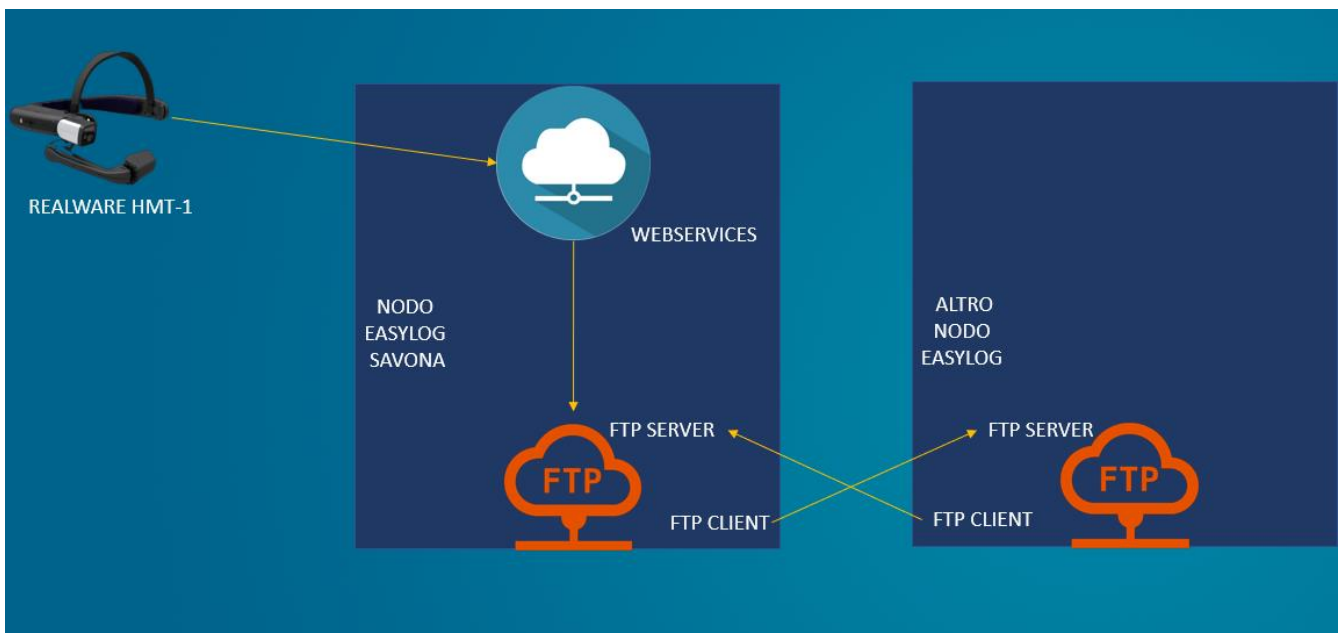 REALWARE HMT-1
WEBSERVICES
NODO
EASYLOG
SAVONA
FTP SERVER
FTP
FTP CLIENT
ALTRO
NODO
EASYLOG
FTP SERVER
FTP
FTP CLIENT